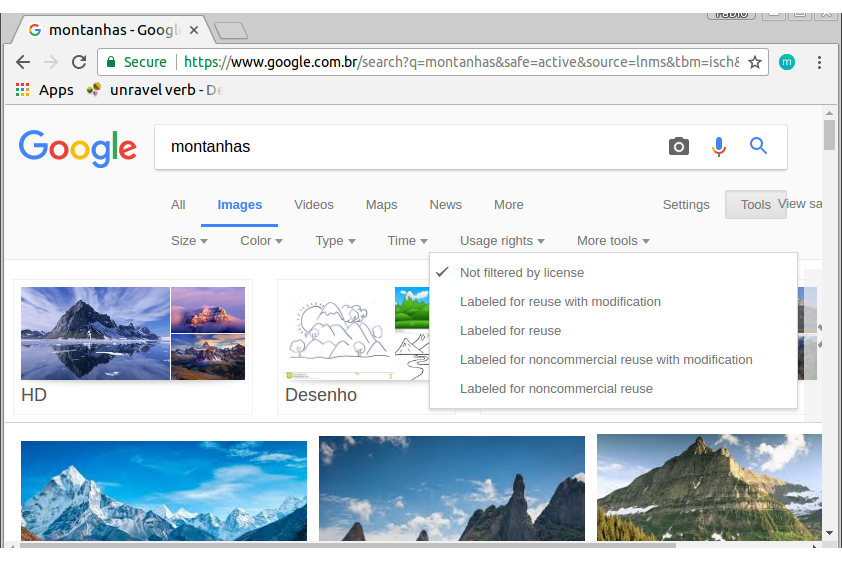 Fabio
montanhas - Googl
Secure https://www.google.com.br/search?q=montanhas&safe=active&source=lnms&tbm=isch&
m
Apps unravel verb - De
Google
montanhas
All Images Videos Maps News More Settings Tools View sa
Size Color Type Time Usage rights More tools
Not filtered by license
Labeled for reuse with modification
Labeled for reuse
Labeled for noncommercial reuse with modification
Labeled for noncommercial reuse
HD
Desenho